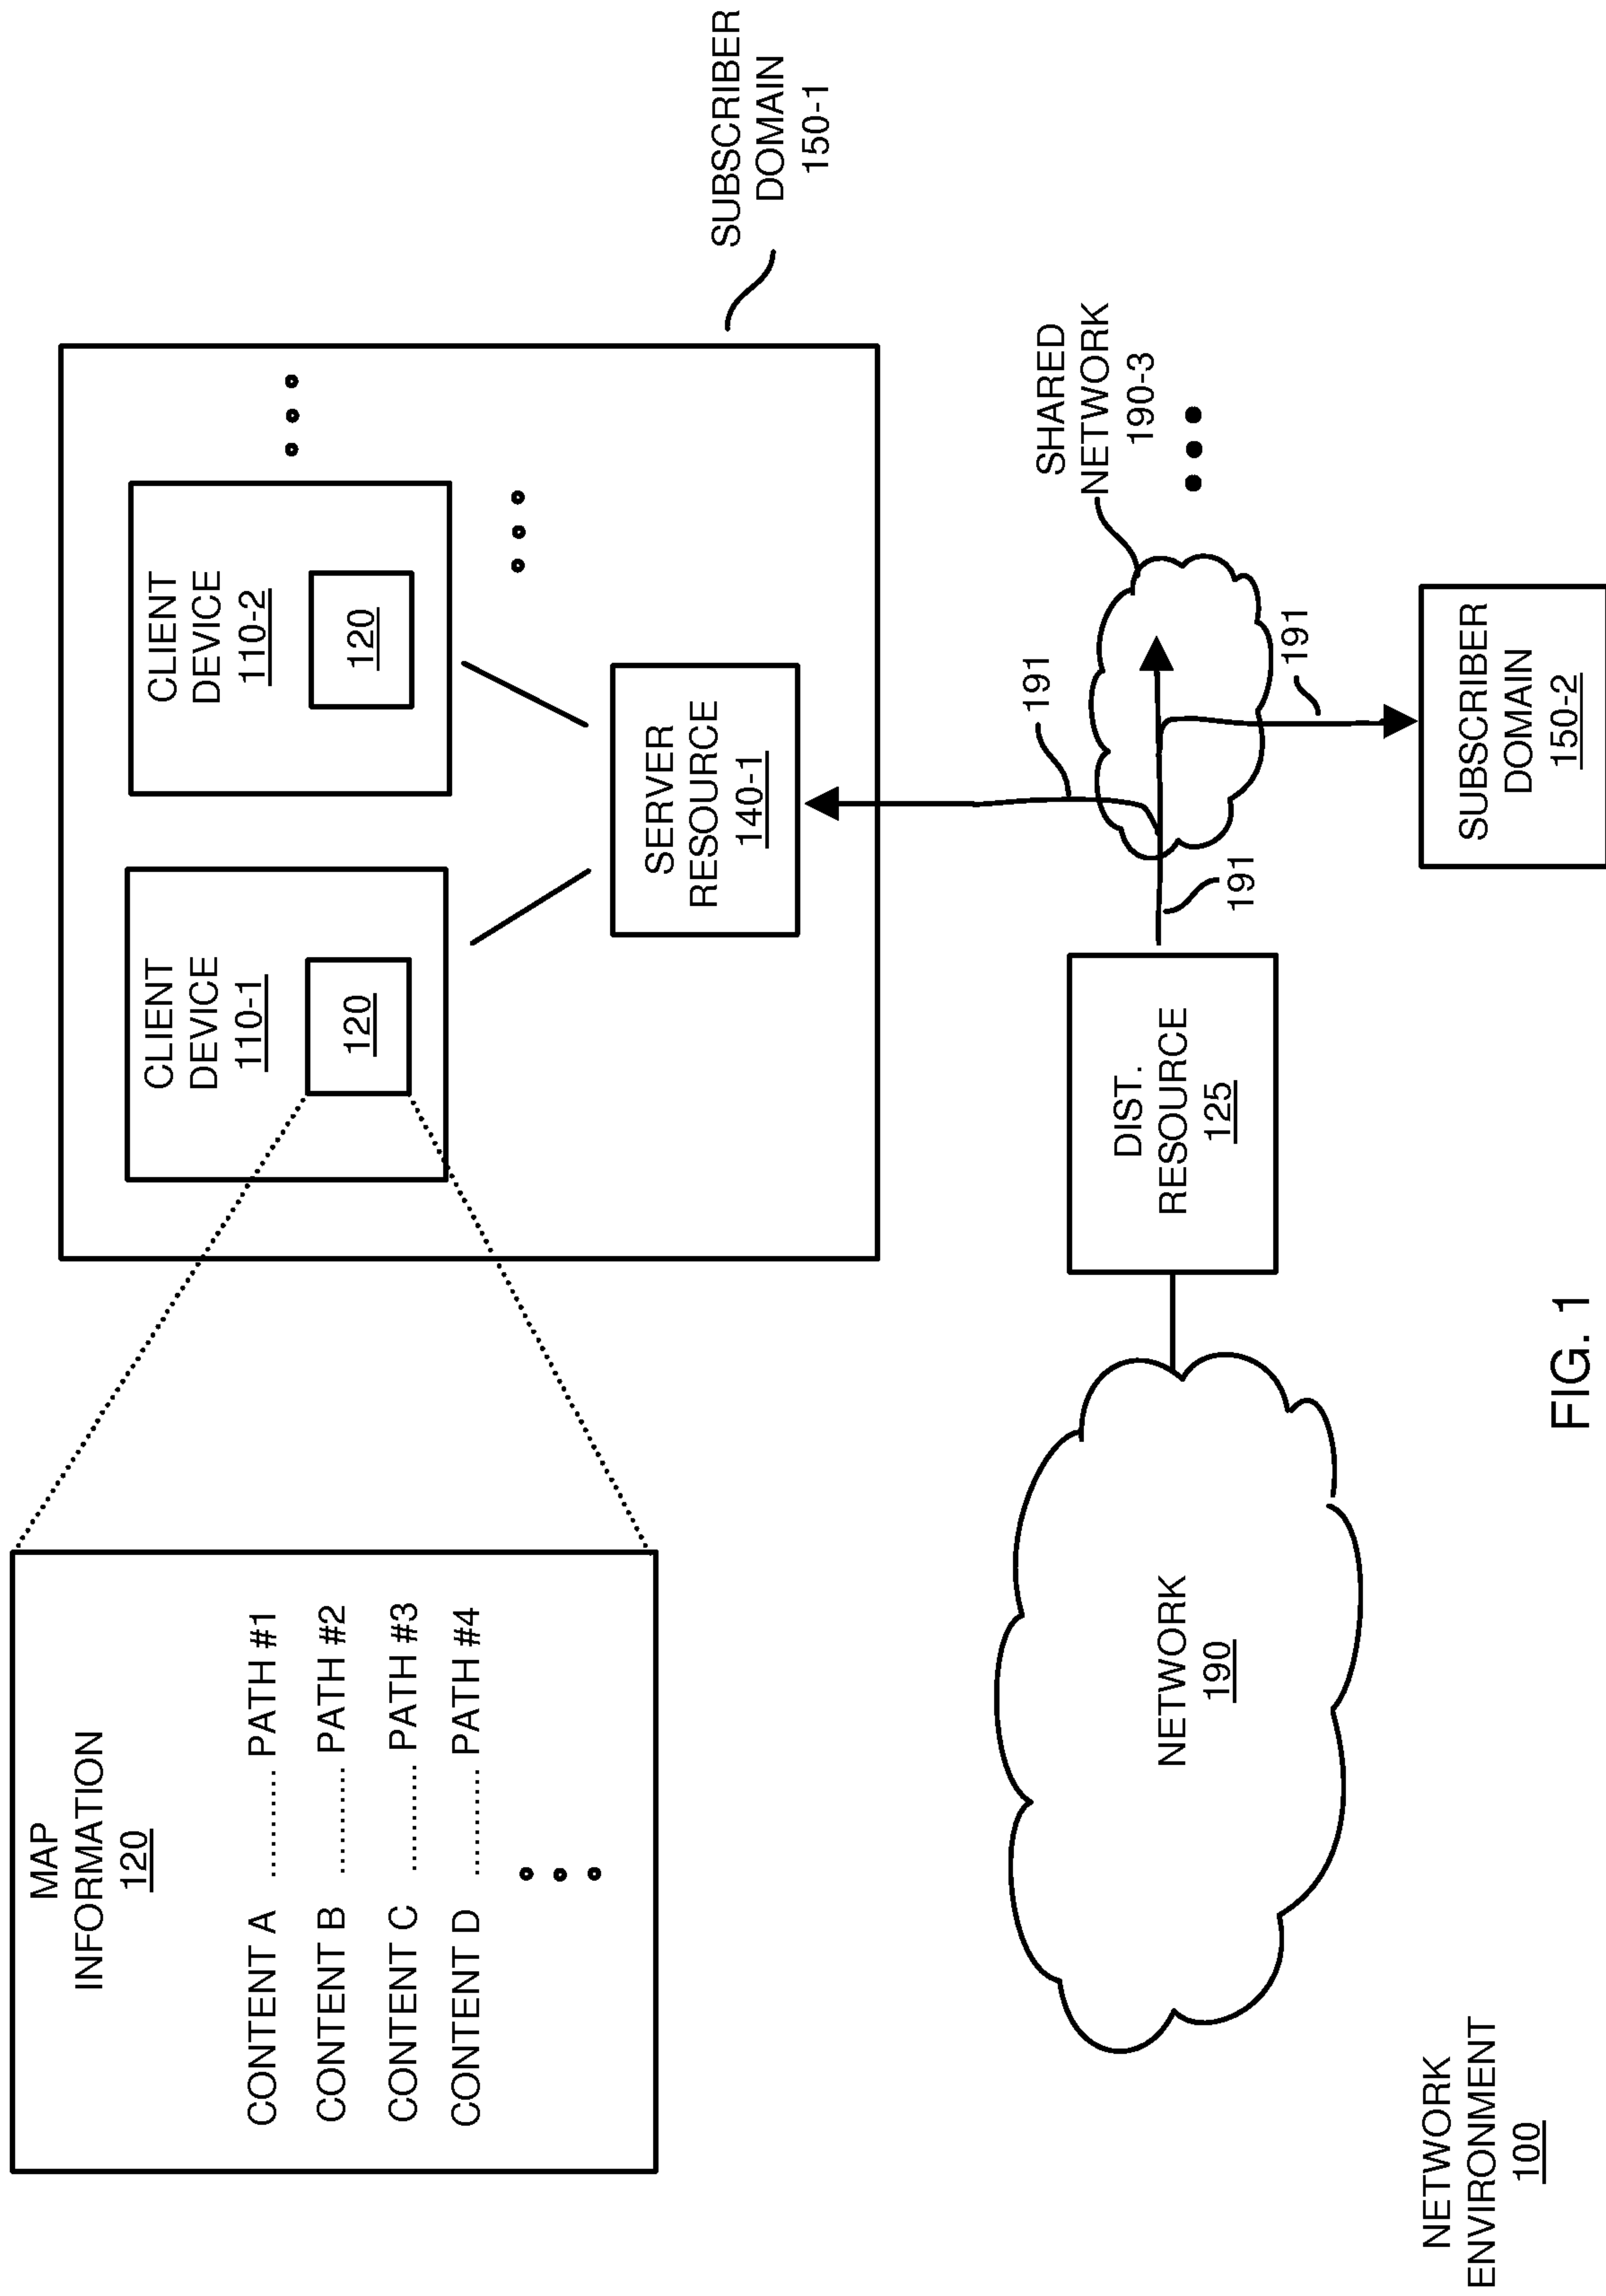 MAP
INFORMATION
120
CONTENT A ............ PATH #1
CONTENT B ............ PATH #2
CONTENT C ............ PATH #3
CONTENT D ............ PATH #4
CLIENT
DEVICE
110-1
120
CLIENT
DEVICE
110-2
120
SERVER
RESOURCE
140-1
SUBSCRIBER
DOMAIN
150-1
NETWORK
190
DIST.
RESOURCE
125
191
191
191
SHARED
NETWORK
190-3
SUBSCRIBER
DOMAIN
150-2
NETWORK
ENVIRONMENT
100
FIG. 1